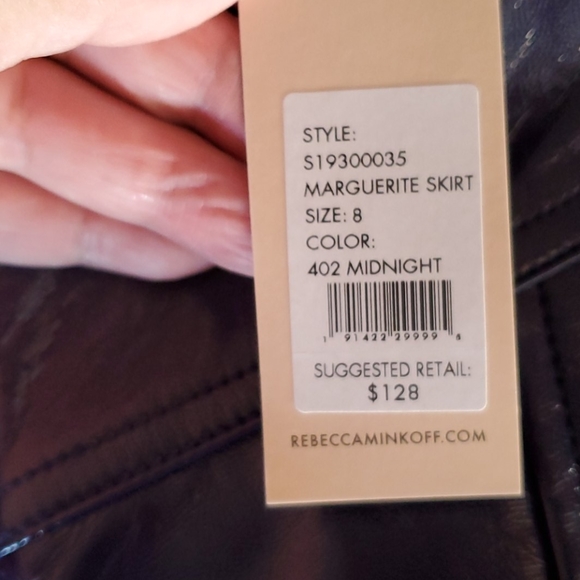 STYLE:
S19300035
MARGUERITE SKIRT
SIZE: 8
COLOR:
402 MIDNIGHT
1 91422 29999 8
SUGGESTED RETAIL:
$128
REBECCAMINKOFF.COM